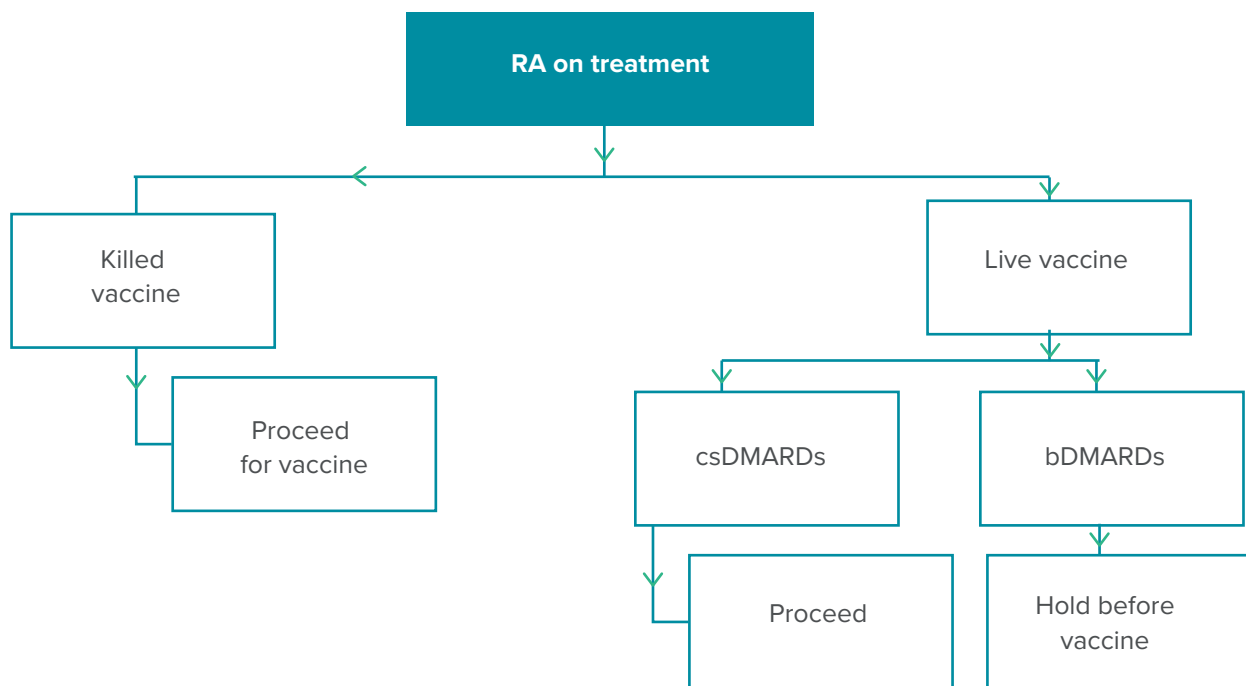 RA on treatment
Killed
vaccine
Live vaccine
Proceed
for vaccine
csDMARDs
bDMARDs
Proceed
Hold before
vaccine